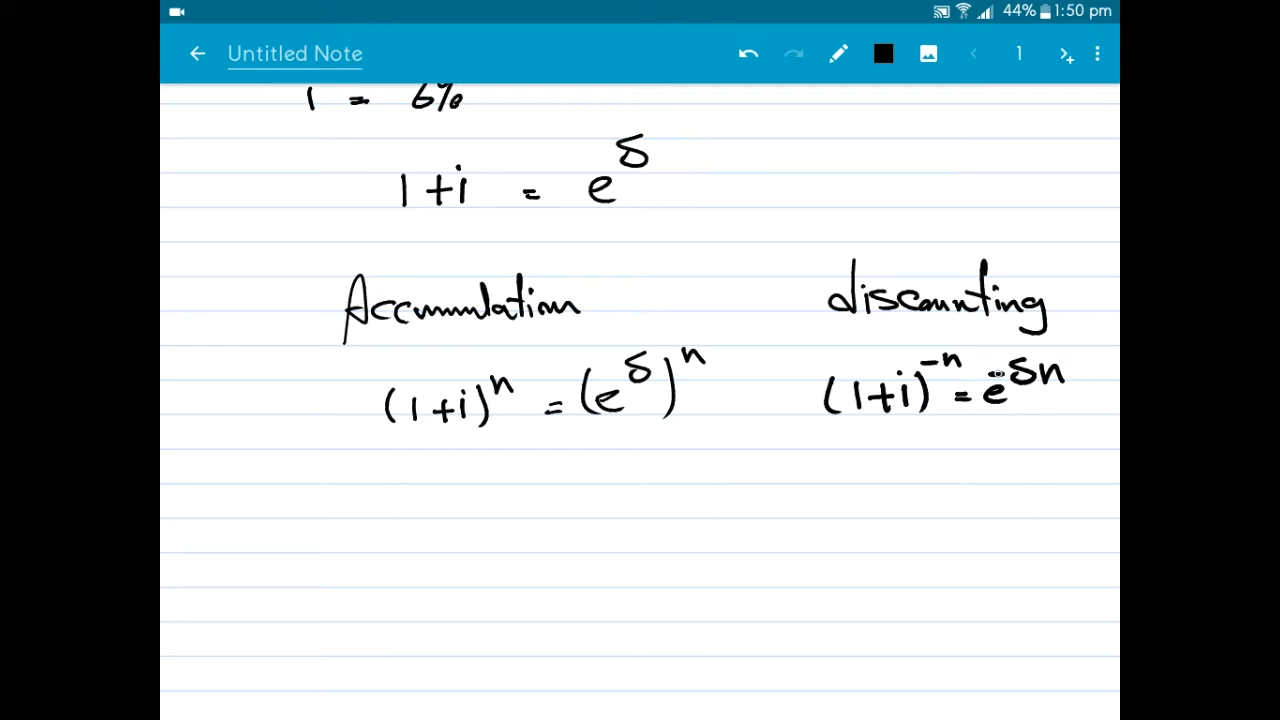 44% 1:50 pm
Untitled Note 1
i = 6%
1+i = e^δ
Accumulation discounting
(1+i)^n = (e^δ)^n (1+i)^-n = e^-δn